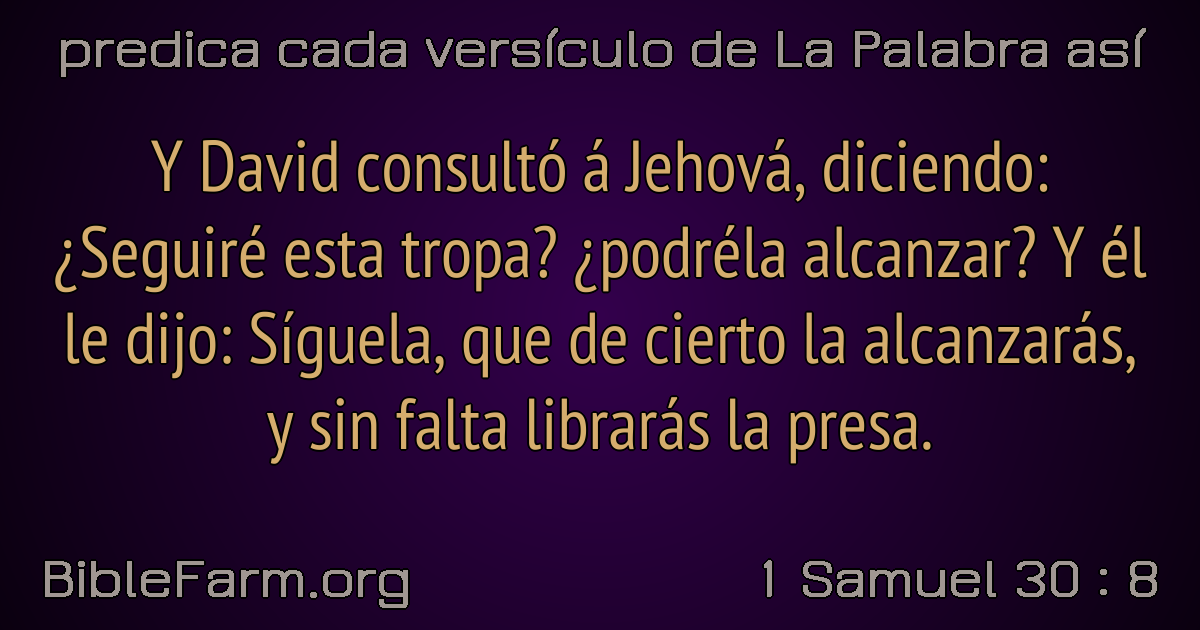 predica cada versículo de La Palabra así
Y David consultó á Jehová, diciendo:
¿Seguiré esta tropa? ¿podréla alcanzar? Y él
le dijo: Síguela, que de cierto la alcanzarás,
y sin falta librarás la presa.
BibleFarm.org
1 Samuel 30 : 8